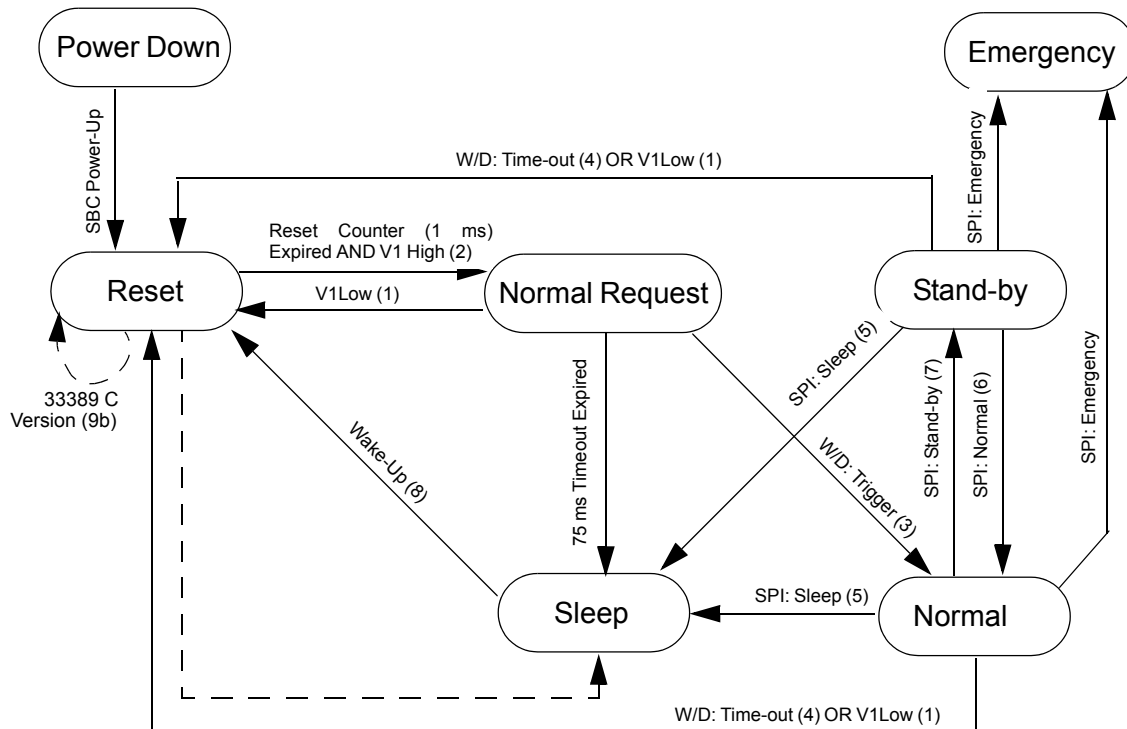 Power Down
Emergency
SBC Power-Up
W/D: Time-out (4) OR V1Low (1)
SPI: Emergency
Reset Counter (1 ms)
Expired AND V1 High (2)
Reset
V1Low (1)
Normal Request
Stand-by
33389 C
Version (9b)
Wake-Up (8)
75 ms Timeout Expired
SPI: Sleep (5)
W/D: Trigger (3)
SPI: Stand-by (7)
SPI: Normal (6)
SPI: Emergency
Sleep
SPI: Sleep (5)
Normal
W/D: Time-out (4) OR V1Low (1)